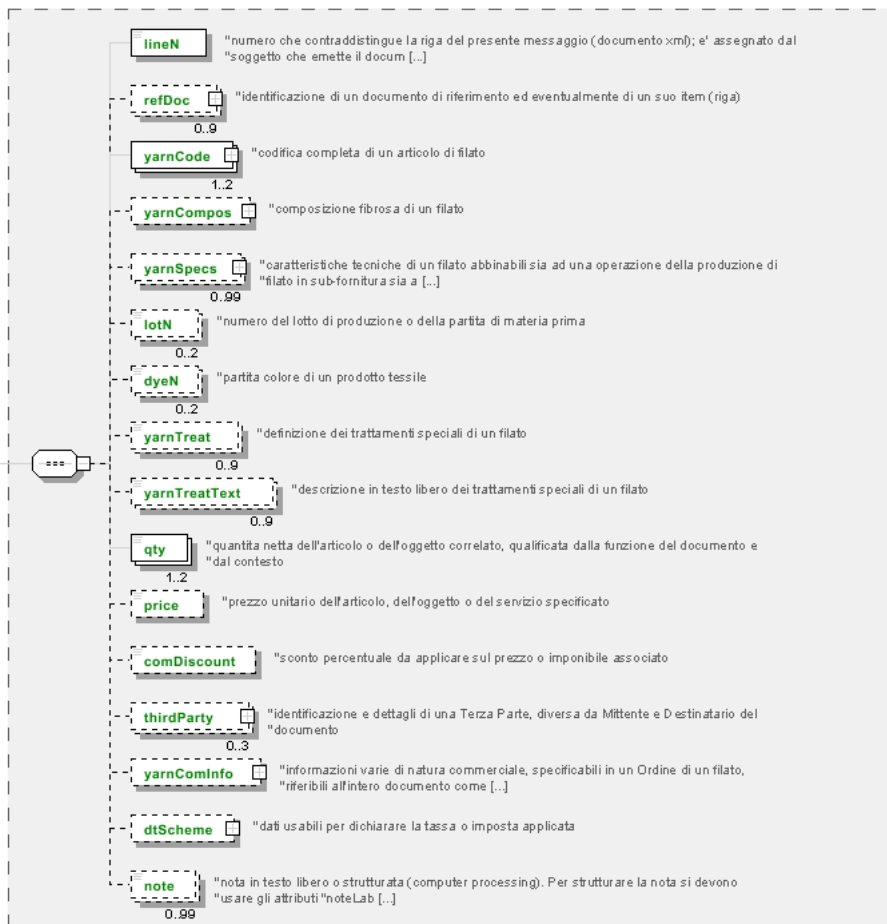 lineN
"numero che contraddistingue la riga del presente messaggio (documento xml); e' assegnato dal
"soggetto che emette il docum [...]
refDoc
"identificazione di un documento di riferimento ed eventualmente di un suo item (riga)
0..9
yarnCode
"codifica completa di un articolo di filato
1..2
yarnCompos
"composizione fibrosa di un filato
yarnSpecs
"caratteristiche tecniche di un filato abbinabili sia ad una operazione della produzione di
"filato in sub-fornitura sia a [...]
0..99
lotN
"numero del lotto di produzione o della partita di materia prima
0..2
dyeN
"partita colore di un prodotto tessile
0..2
yarnTreat
"definizione dei trattamenti speciali di un filato
0..9
yarnTreatText
"descrizione in testo libero dei trattamenti speciali di un filato
0..9
qty
"quantita netta dell'articolo o dell'oggetto correlato, qualificata dalla funzione del documento e
"dal contesto
1..2
price
"prezzo unitario dell'articolo, dell'oggetto o del servizio specificato
comDiscount
"sconto percentuale da applicare sul prezzo o imponibile associato
thirdParty
"identificazione e dettagli di una Terza Parte, diversa da Mittente e Destinatario del
"documento
0..3
yarnComInfo
"informazioni varie di natura commerciale, specificabili in un Ordine di un filato,
"riferibili all'intero documento come [...]
dtScheme
"dati usabili per dichiarare la tassa o imposta applicata
note
"nota in testo libero o strutturata (computer processing). Per strutturare la nota si devono
"usare gli attributi "noteLab [...]
0..99